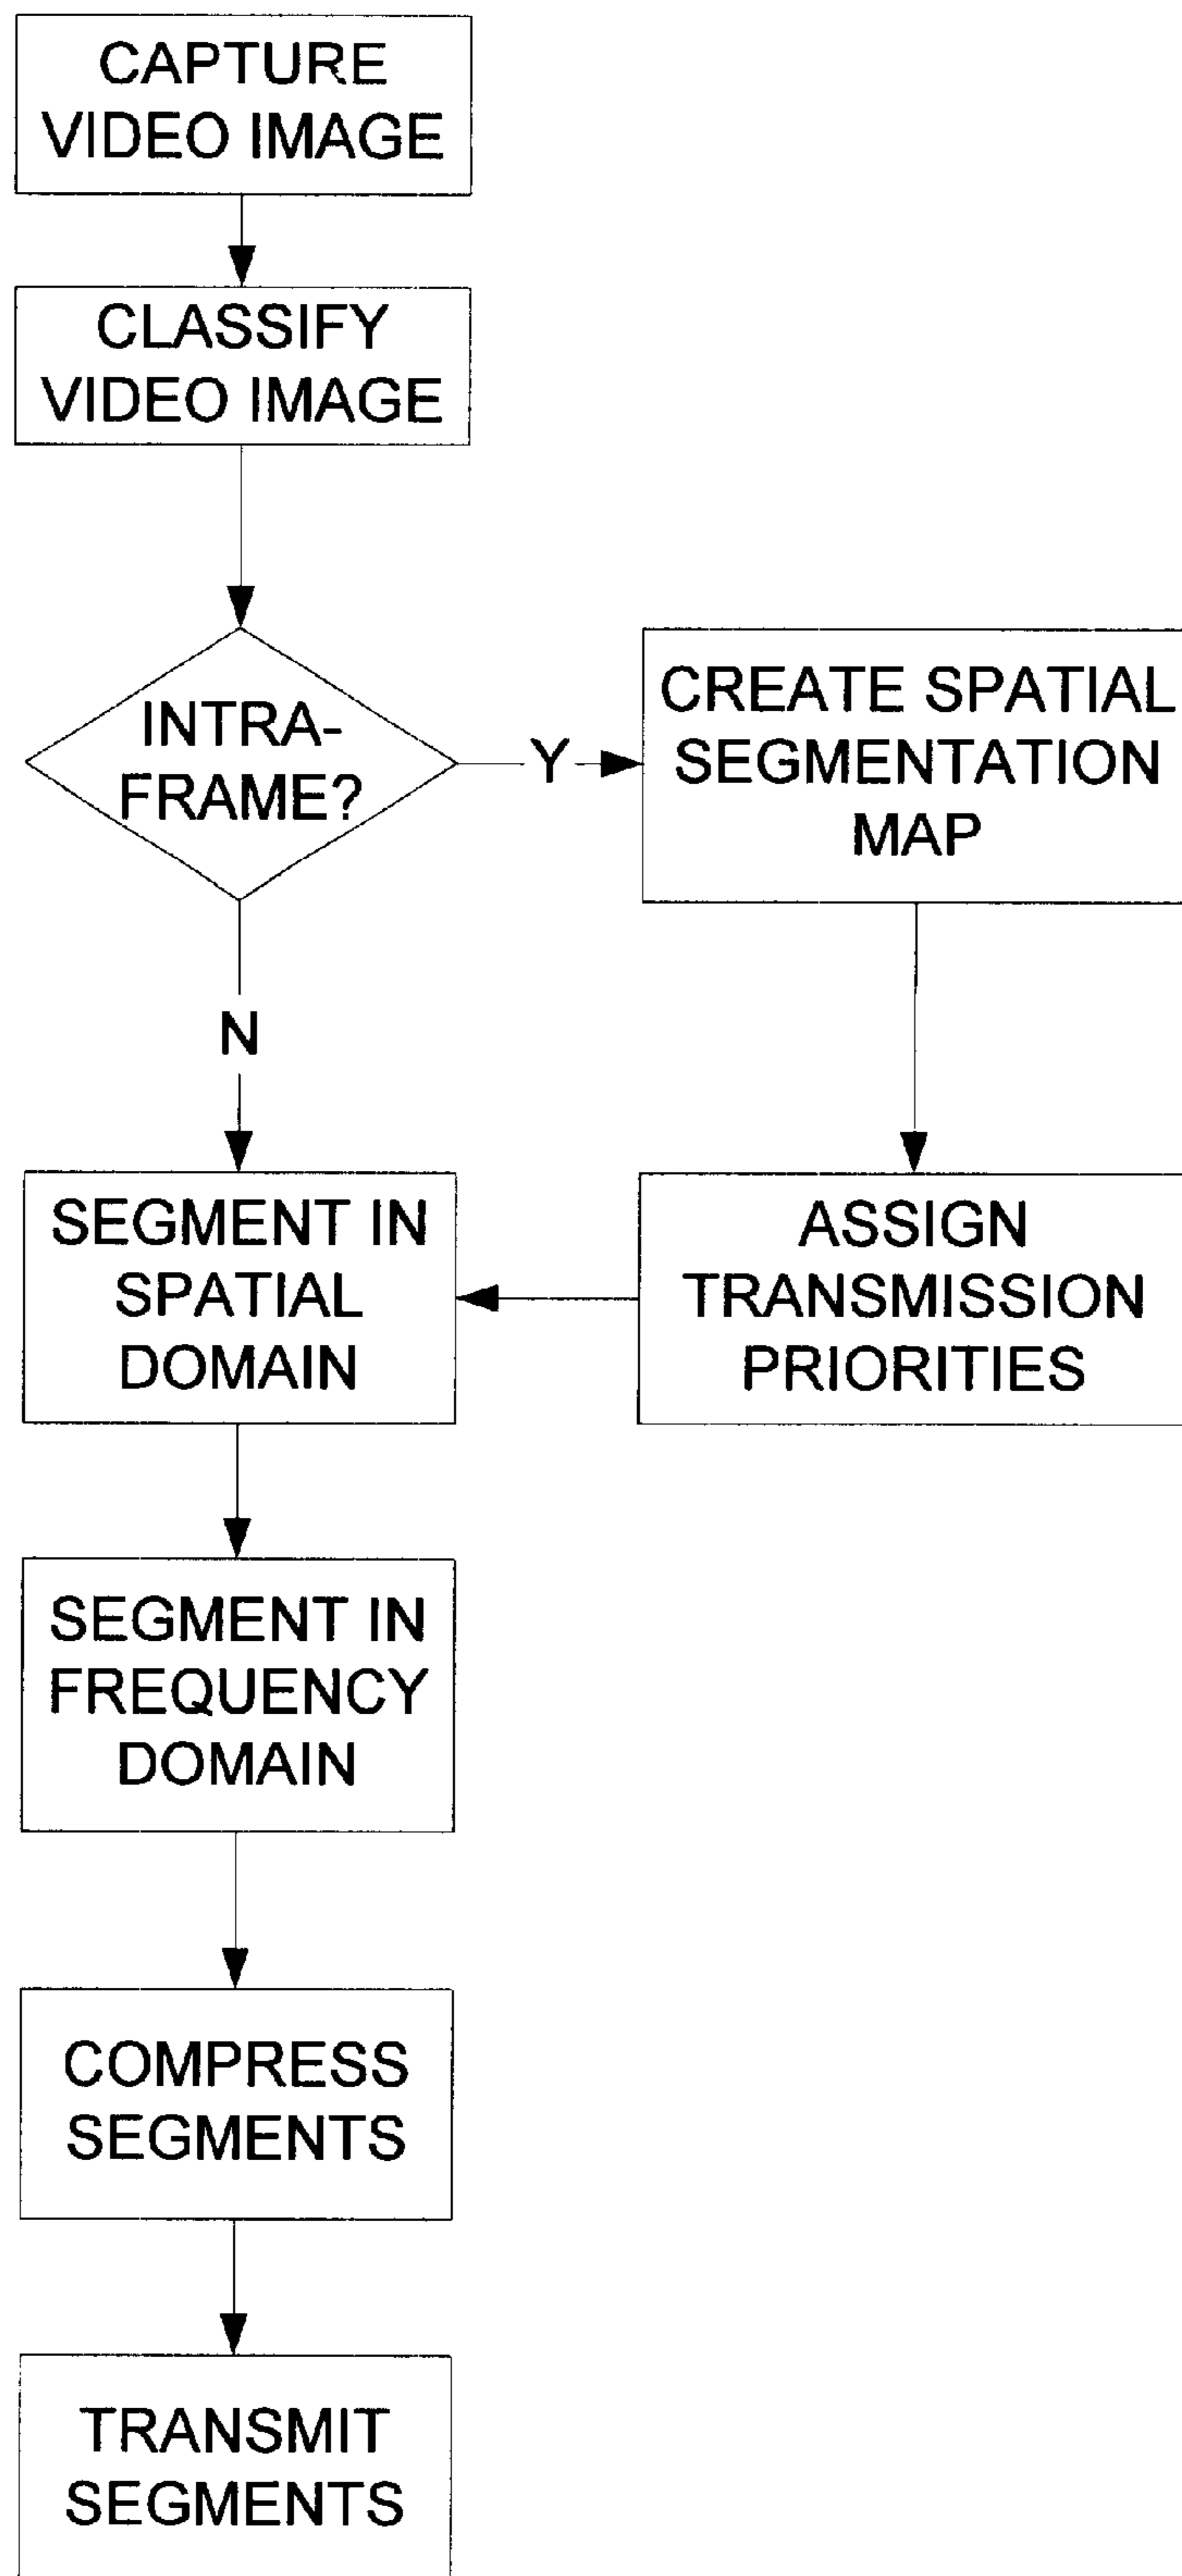 CAPTURE
VIDEO IMAGE
CLASSIFY
VIDEO IMAGE
INTRA-
FRAME?
Y
CREATE SPATIAL
SEGMENTATION
MAP
N
SEGMENT IN
SPATIAL
DOMAIN
ASSIGN
TRANSMISSION
PRIORITIES
SEGMENT IN
FREQUENCY
DOMAIN
COMPRESS
SEGMENTS
TRANSMIT
SEGMENTS